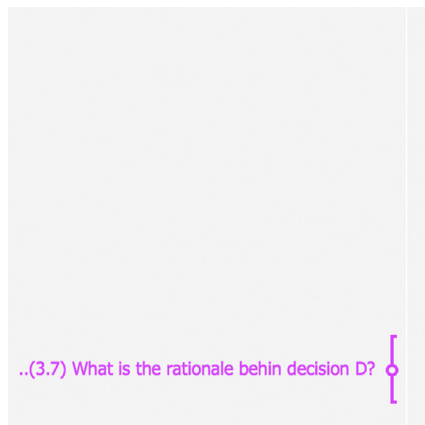 ..(3.7) What is the rationale behin decision D?